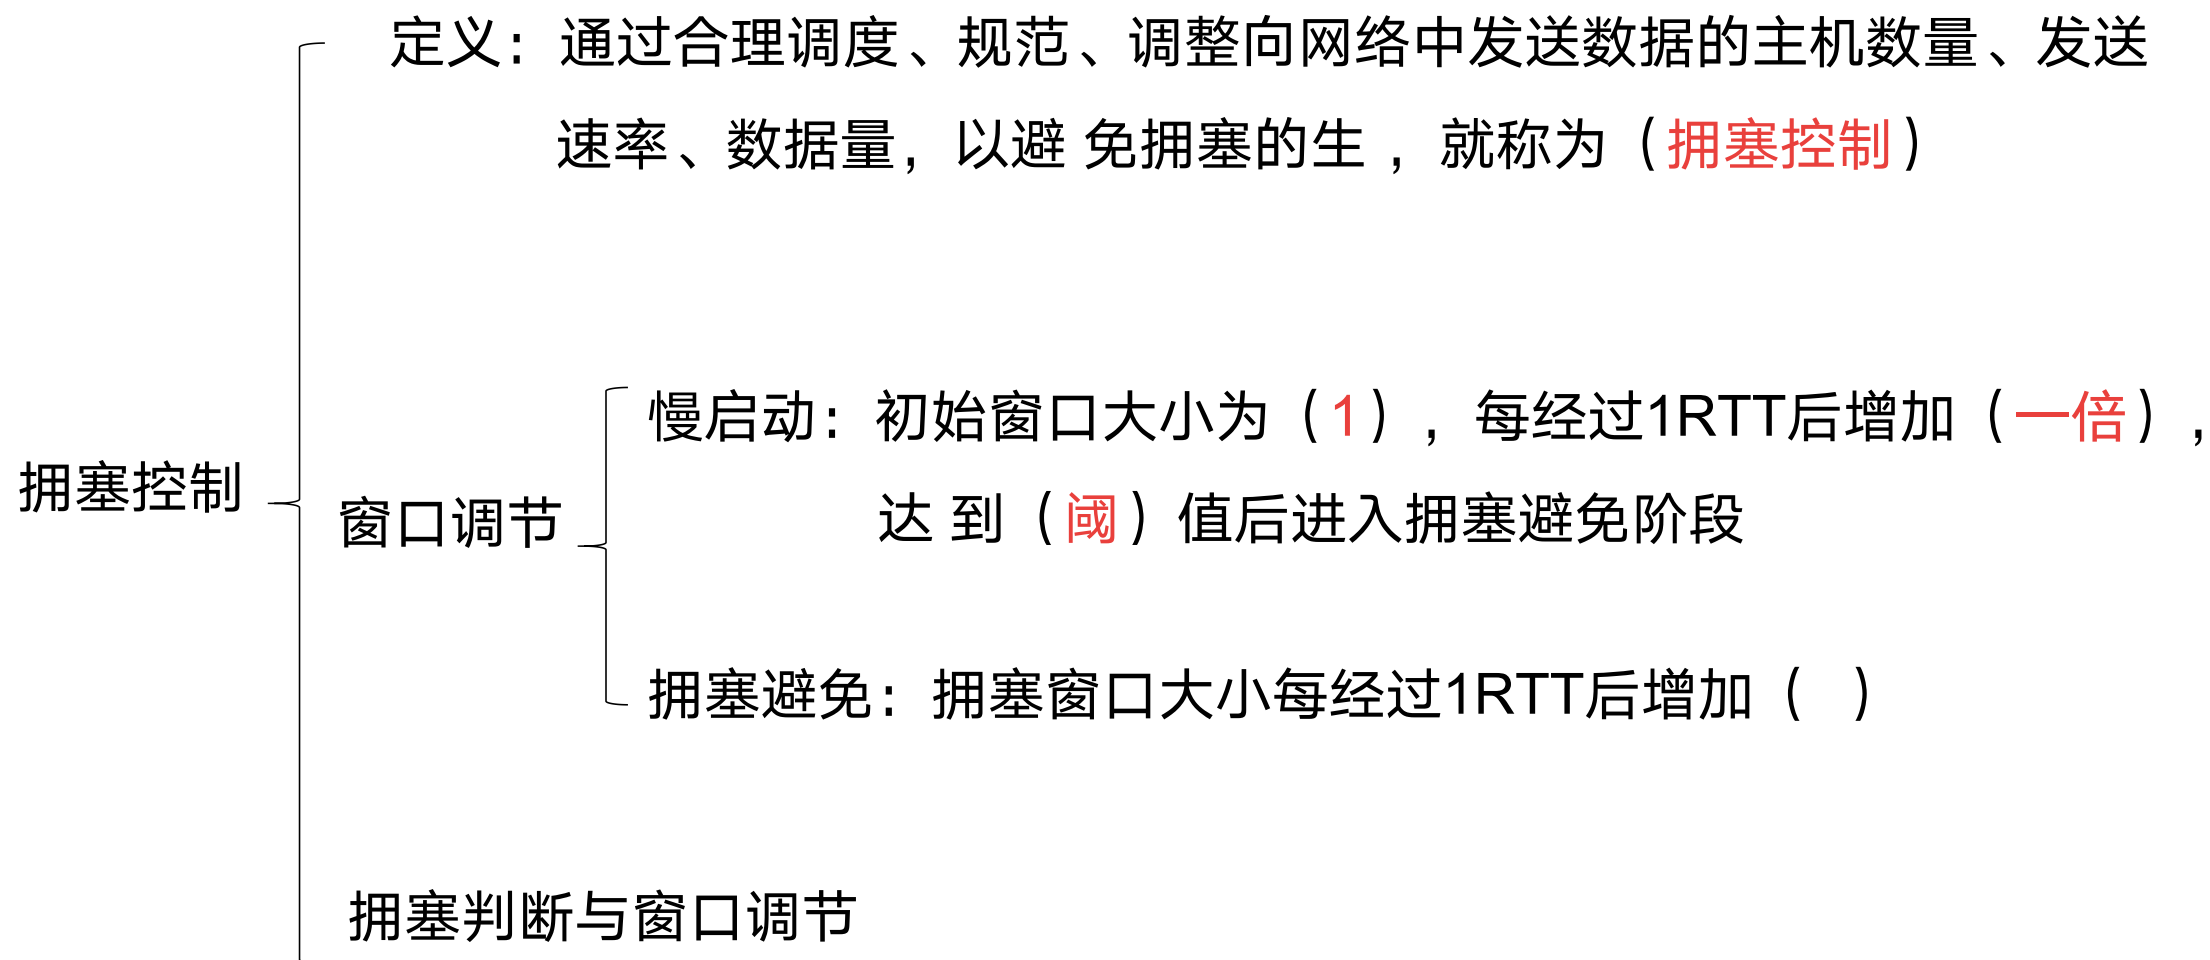 定义：通过合理调度、规范、调整向网络中发送数据的主机数量、发送
速率、数据量，以避 免拥塞的生 ，就称为（拥塞控制）
慢启动：初始窗口大小为（1），每经过1RTT后增加（一倍），
达 到（阈）值后进入拥塞避免阶段
拥塞控制
窗口调节
拥塞避免：拥塞窗口大小每经过1RTT后增加（ ）
拥塞判断与窗口调节